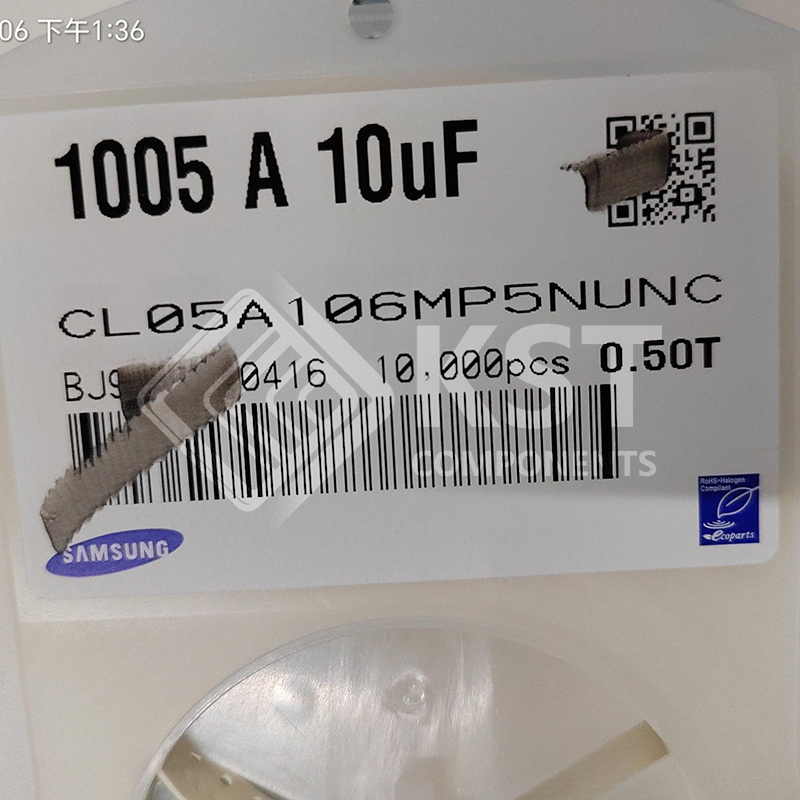 06 下午1:36
1005 A 10uF
CL05A106MP5NUNC
0416 10,000pcs 0.50T
KST
COMPONENTS
RoHS+Halogen
Compliant
ecoparts
SAMSUNG